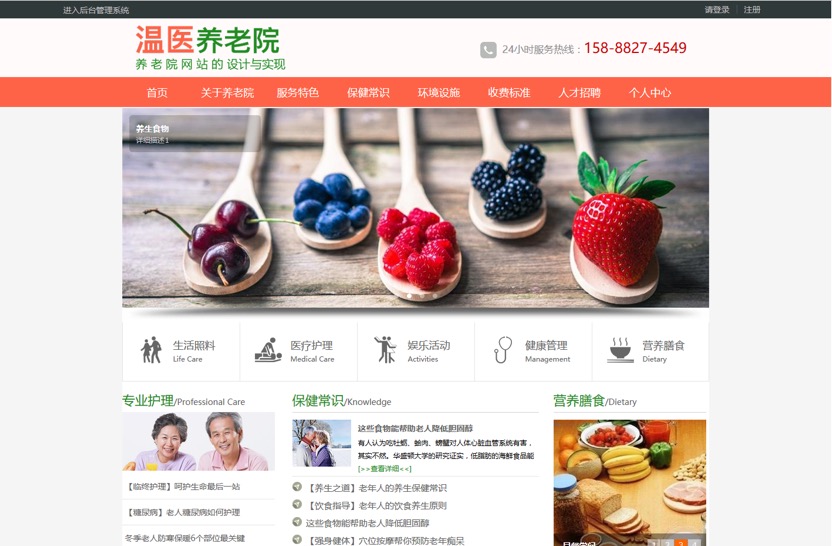 进入后台管理系统
请登录 注册
温医养老院
养老院网站的设计与实现
24小时服务热线：158-8827-4549
首页 关于养老院 服务特色 保健常识 环境设施 收费标准 人才招聘 个人中心
养生食物
详细描述1
生活照料
Life Care
医疗护理
Medical Care
娱乐活动
Activities
健康管理
Management
营养膳食
Dietary
专业护理/Professional Care
【临终护理】呵护生命最后一站
【糖尿病】老人糖尿病如何护理
冬季老人防寒保暖6个部位最关键
保健常识/Knowledge
这些食物能帮助老人降低胆固醇
有人认为吃牡蛎、蛤肉、螃蟹对人体心脏血管系统有害，
其实不然。华盛顿大学的研究证实，低脂肪的海鲜食品能
[>>查看详细<<]
【养生之道】老年人的养生保健常识
【饮食指导】老年人的饮食养生原则
这些食物能帮助老人降低胆固醇
【强身健体】穴位按摩帮你预防老年痴呆
营养膳食/Dietary
1 2 3 4